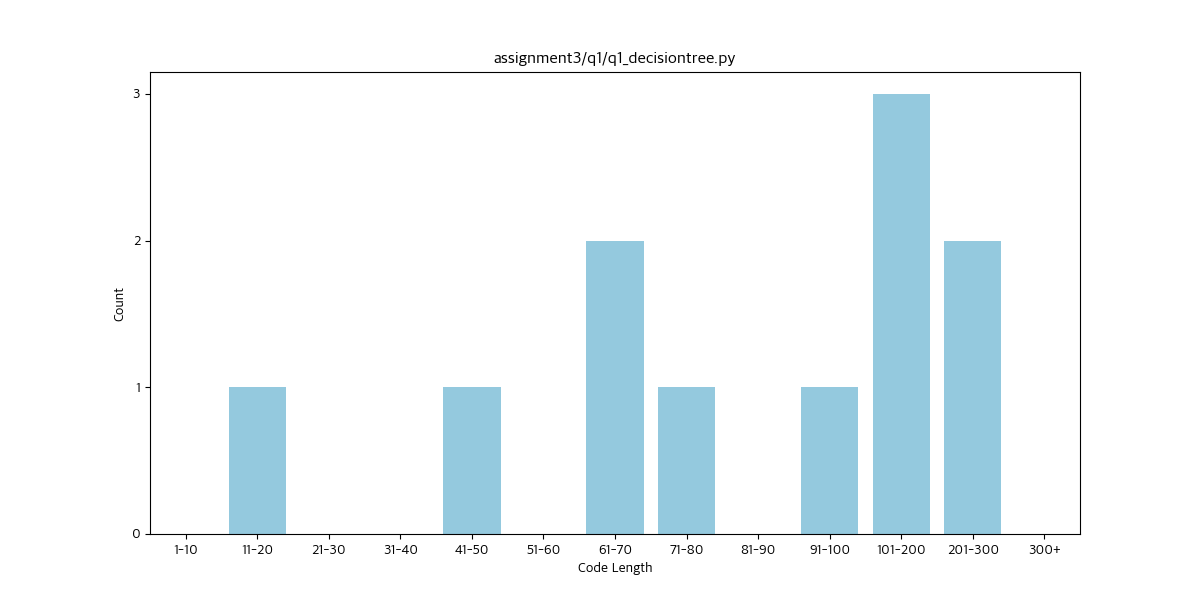 assignment3/q1/q1_decisiontree.py
Count
3
2
1
0
1-10 11-20 21-30 31-40 41-50 51-60 61-70 71-80 81-90 91-100 101-200 201-300 300+
Code Length